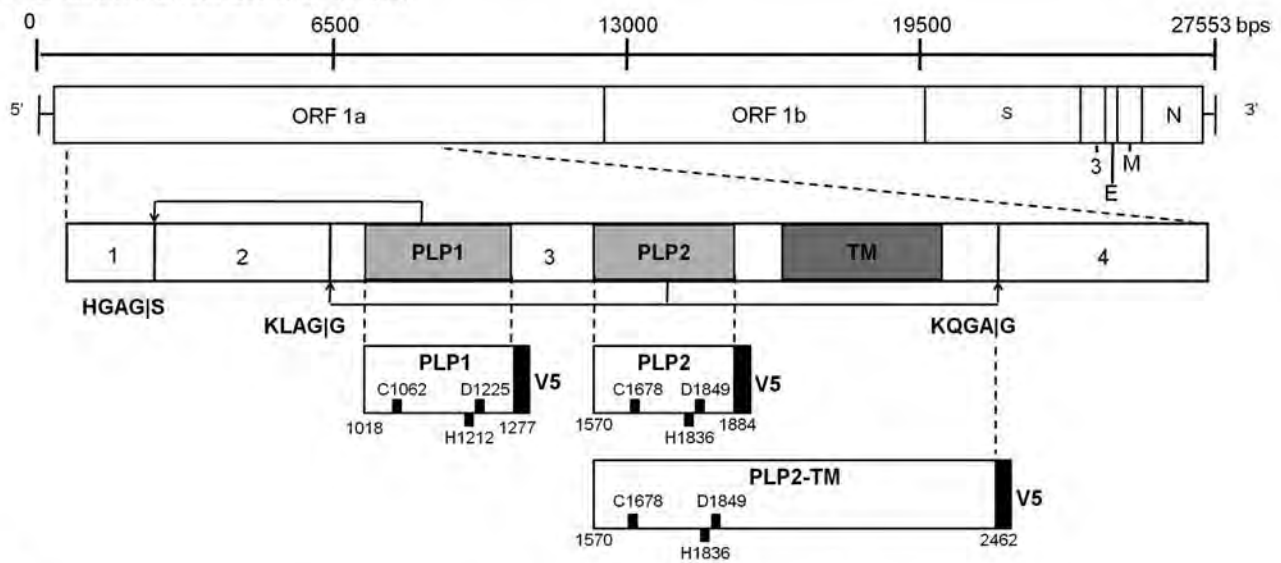 0 6500 13000 19500 27553 bps
5' ORF 1a ORF 1b S N 3'
3 M
E
1 2 PLP1 3 PLP2 TM 4
HGAG|S KLAG|G KQGA|G
PLP1 V5 PLP2 V5
C1062 D1225 C1678 D1849
1018 H1212 1277 1570 H1836 1884
PLP2-TM V5
C1678 D1849
1570 H1836 2462